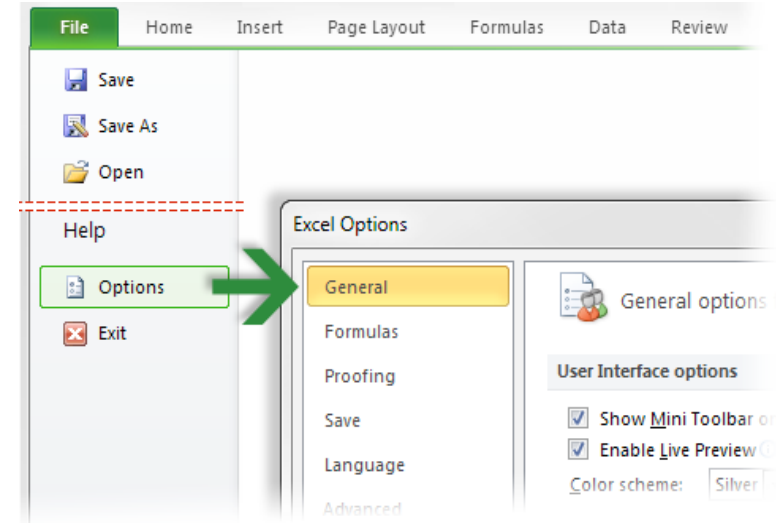 File Home Insert Page Layout Formulas Data Review
Save
Save As
Open
Help
Options
Exit
Excel Options
General
Formulas
Proofing
Save
Language
Advanced
General options
User Interface options
Show Mini Toolbar
Enable Live Preview
Color scheme: Silver